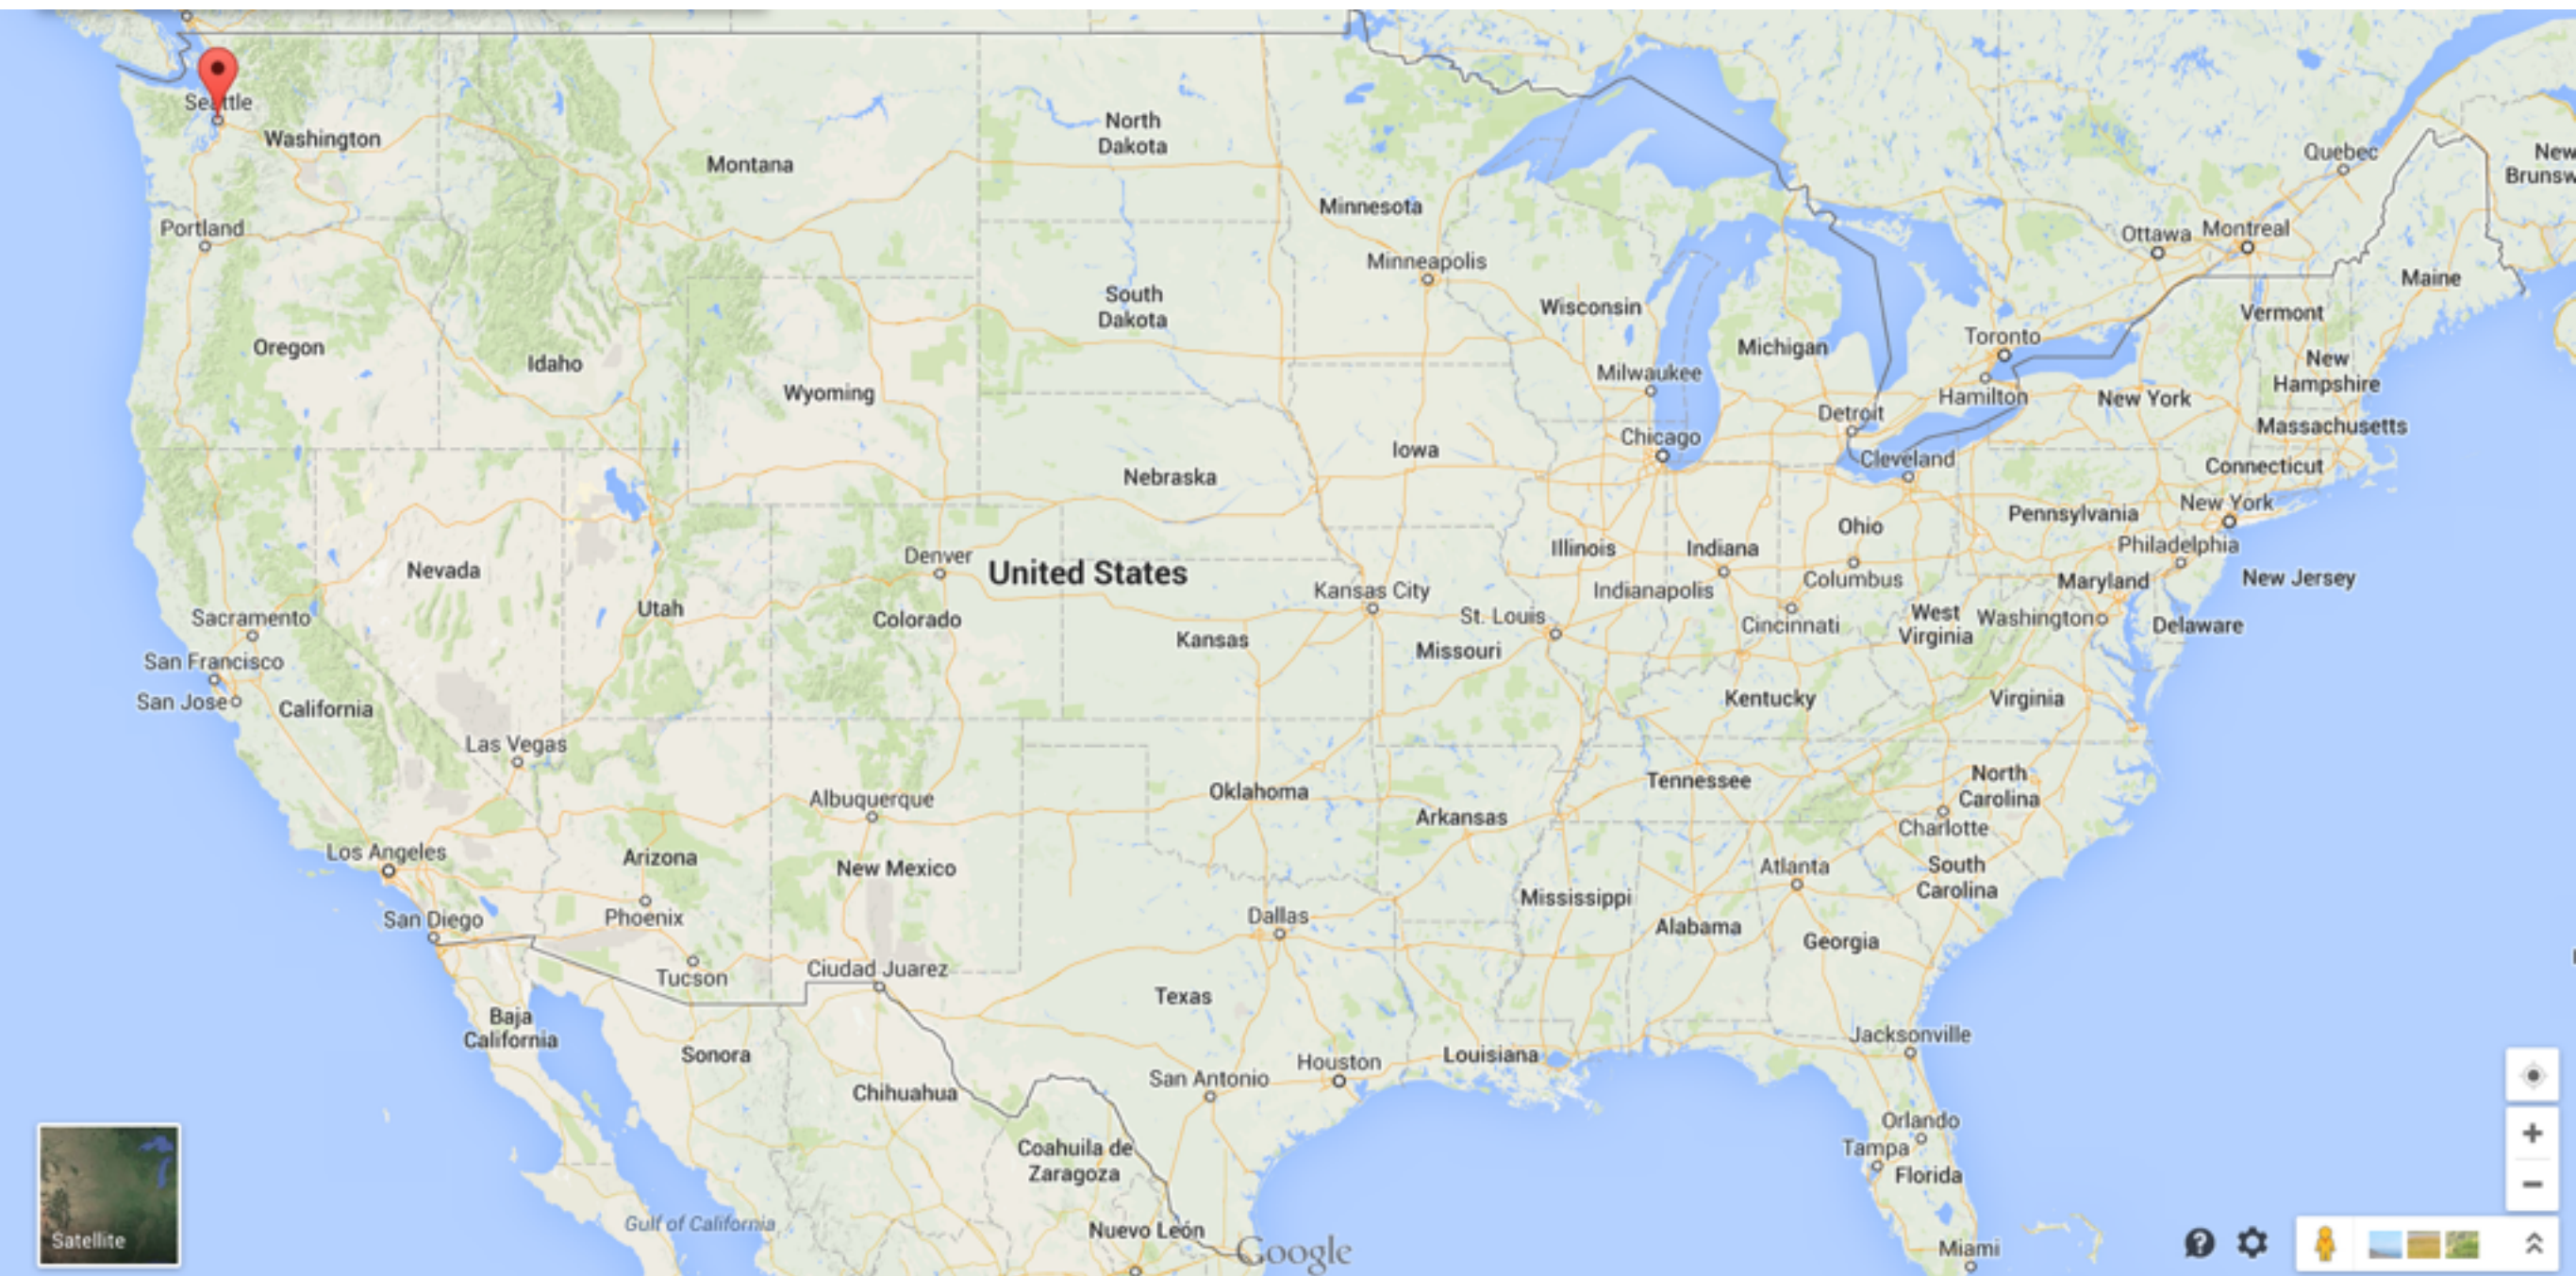 Seattle
Washington
Montana
North
Dakota
Minnesota
Quebec
New
Portland
Ottawa
Montreal
Minneapolis
Maine
South
Dakota
Wisconsin
Vermont
Toronto
Oregon
Idaho
Michigan
New
Hampshire
Milwaukee
Wyoming
Hamilton
New York
Detroit
Massachusetts
Chicago
Iowa
Cleveland
Connecticut
Nebraska
New York
Pennsylvania
Ohio
Philadelphia
Illinois
Indiana
Denver
United States
Nevada
Columbus
Maryland
New Jersey
Kansas City
Indianapolis
Utah
Colorado
Sacramento
St. Louis
Cincinnati
West
Virginia
Washington
Delaware
Kansas
Missouri
San Francisco
San Jose
California
Kentucky
Virginia
Las Vegas
Tennessee
North
Carolina
Oklahoma
Albuquerque
Arkansas
Charlotte
Los Angeles
Arizona
New Mexico
Atlanta
South
Carolina
Mississippi
San Diego
Phoenix
Dallas
Alabama
Georgia
Tucson
Ciudad Juarez
Texas
Baja
California
Sonora
Jacksonville
Louisiana
Houston
San Antonio
Chihuahua
Orlando
Coahuila de
Zaragoza
Tampa
Florida
Gulf of California
Nuevo León
Satellite
Google
Miami